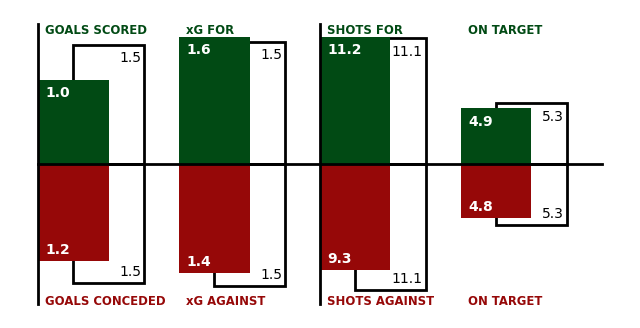 GOALS SCORED xG FOR SHOTS FOR ON TARGET
1.0 1.5 1.6 1.5 11.2 11.1 4.9 5.3
1.2 1.5 1.4 1.5 9.3 11.1 4.8 5.3
GOALS CONCEDED xG AGAINST SHOTS AGAINST ON TARGET